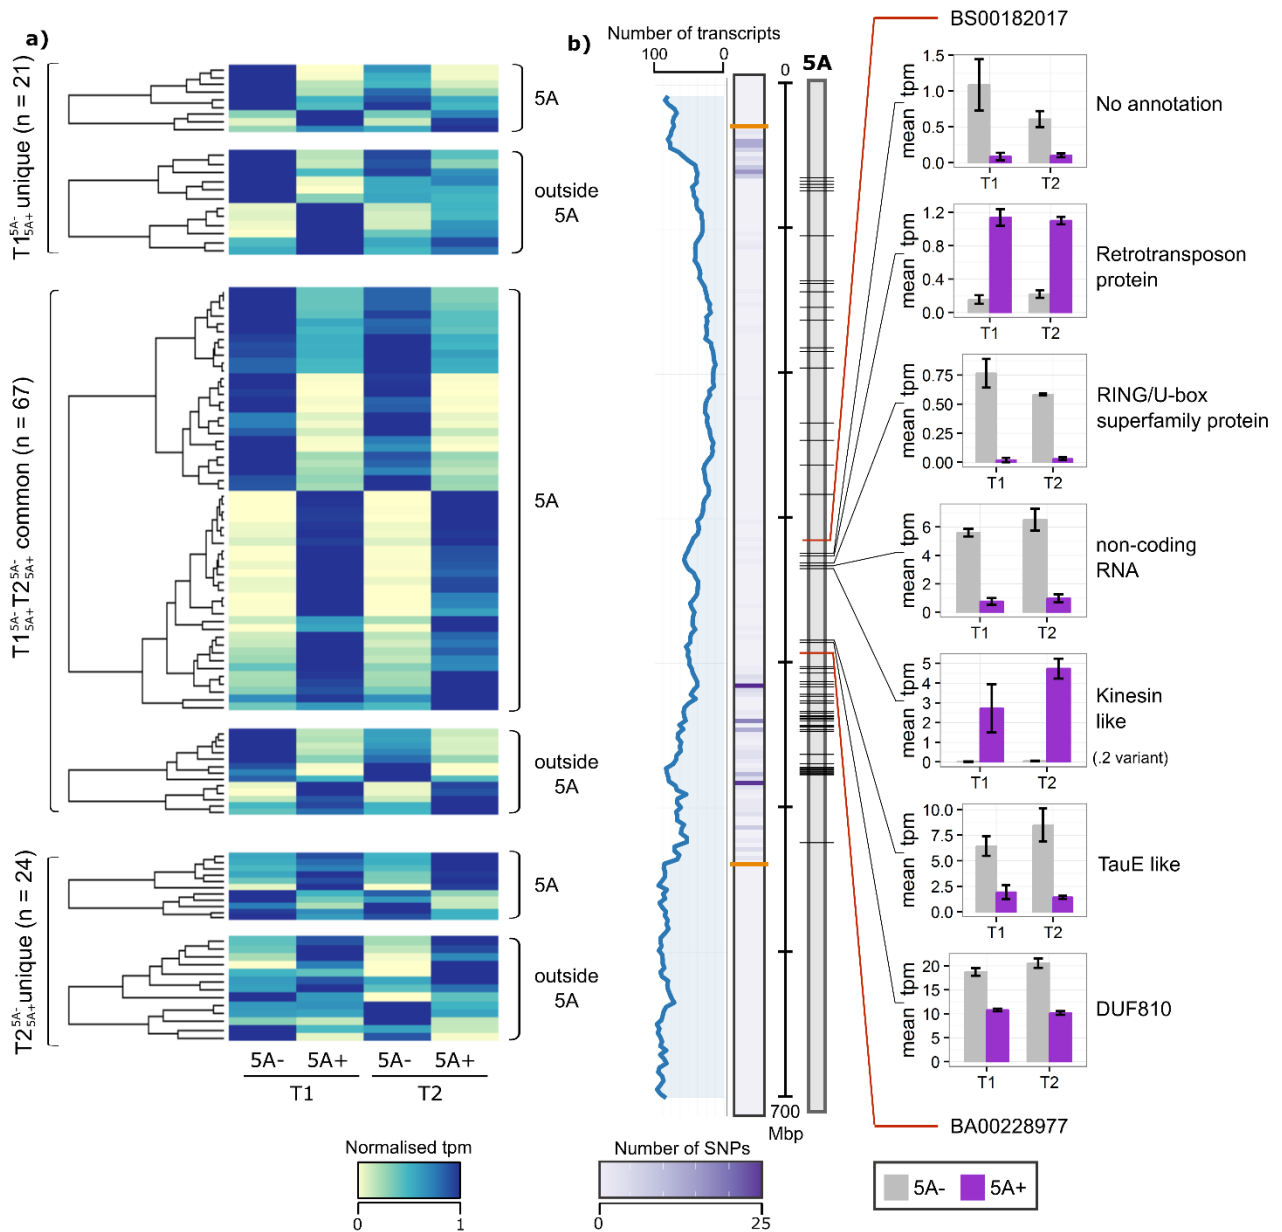 a)
T1 5A- 5A+ unique (n = 21)
5A
outside
5A
T1 5A- 5A+ T2 5A- 5A+ common (n = 67)
5A
outside
5A
T2 5A- 5A+ unique (n = 24)
5A
outside
5A
5A- 5A+ 5A- 5A+
T1 T2
Normalised tpm
0 1
b)
Number of transcripts
100 0
5A
0
700
Mbp
Number of SNPs
0 25
BS00182017
mean tpm
1.5
1.0
0.5
0.0
T1 T2
No annotation
mean tpm
1.2
0.8
0.4
0.0
T1 T2
Retrotransposon
protein
mean tpm
0.75
0.50
0.25
0.00
T1 T2
RING/U-box
superfamily protein
mean tpm
6
4
2
0
T1 T2
non-coding
RNA
mean tpm
5
4
3
2
1
0
T1 T2
Kinesin
like
(.2 variant)
mean tpm
10.0
7.5
5.0
2.5
0.0
T1 T2
TauE like
mean tpm
20
15
10
5
0
T1 T2
DUF810
BA00228977
5A- 5A+